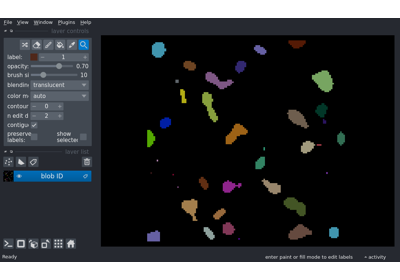 File View Window Plugins Help
layer controls
label: 1
opacity: 0.70
brush si 10
blending translucent
color m auto
contour 0
n edit d 2
contigu
preserve labels: show selected
layer list
blob ID
Ready
enter paint or fill mode to edit labels
activity